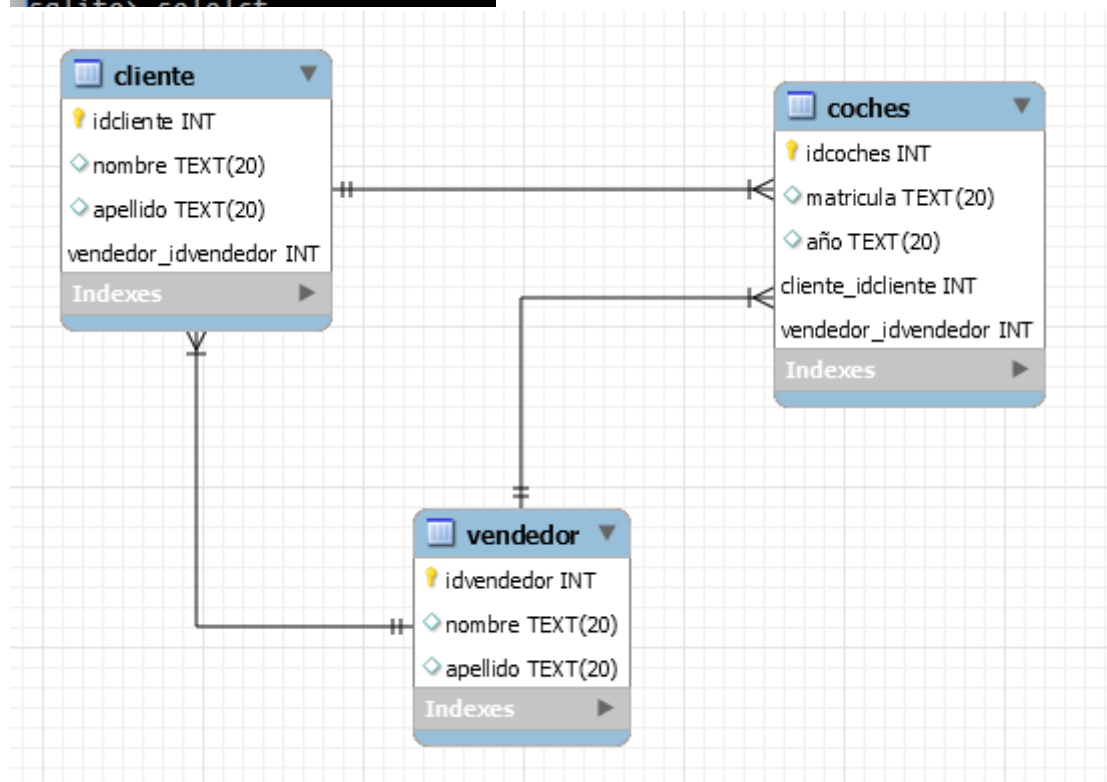 cliente
idcliente INT
nombre TEXT(20)
apellido TEXT(20)
vendedor_idvendedor INT
Indexes
coches
idcoches INT
matricula TEXT(20)
año TEXT(20)
cliente_idcliente INT
vendedor_idvendedor INT
Indexes
vendedor
idvendedor INT
nombre TEXT(20)
apellido TEXT(20)
Indexes